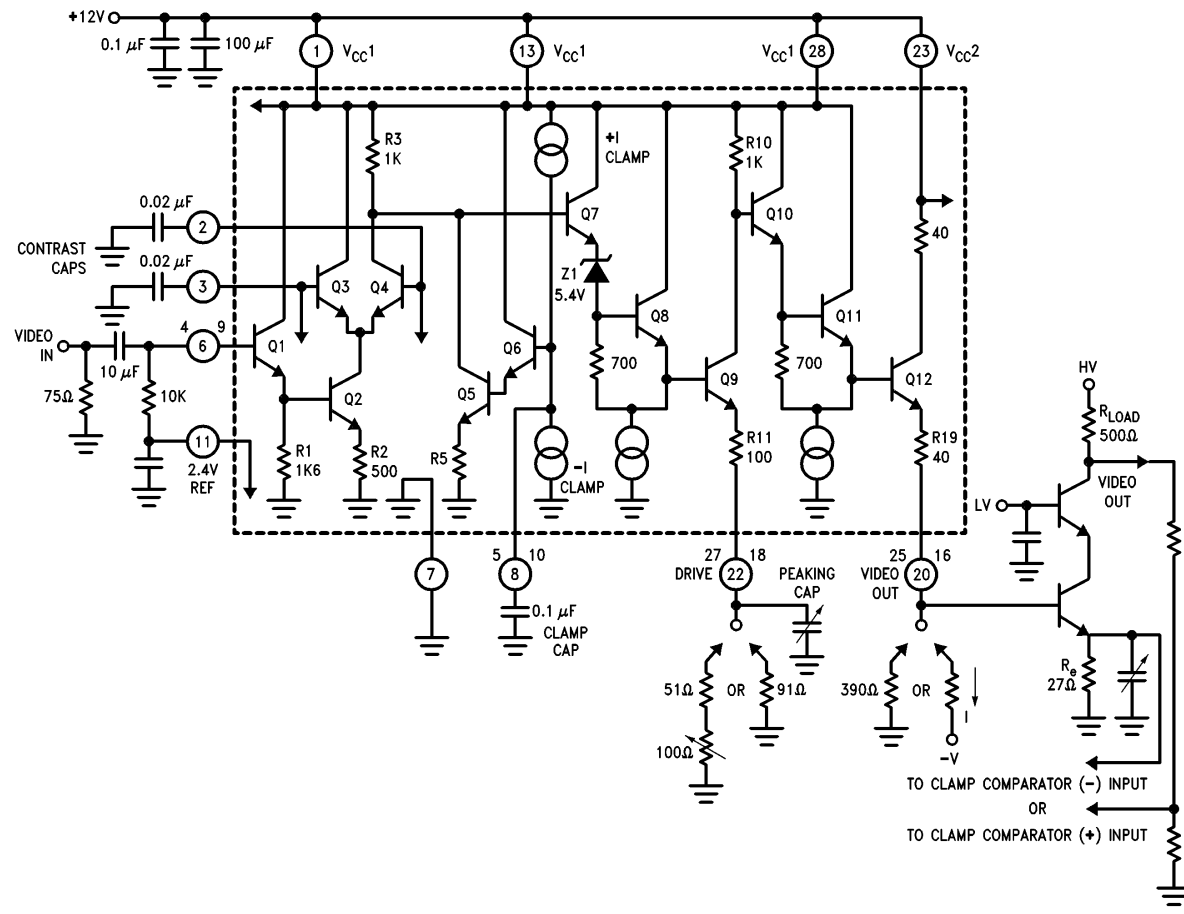 +12V
0.1 μF
100 μF
1
VCC1
13
VCC1
VCC1
28
23
VCC2
R3
1K
+I
CLAMP
R10
1K
0.02 μF
2
CONTRAST
CAPS
0.02 μF
3
Q3
Q4
Q7
Z1
5.4V
Q10
40
VIDEO
IN
4
9
6
10 μF
Q1
Q2
Q5
Q6
Q8
700
Q9
Q11
700
Q12
75Ω
10K
11
2.4V
REF
R1
1K6
R2
500
R5
-I
CLAMP
R11
100
R19
40
HV
RLOAD
500Ω
VIDEO
OUT
LV
7
5
10
8
0.1 μF
CLAMP
CAP
27
18
DRIVE
22
PEAKING
CAP
25
16
VIDEO
OUT
20
51Ω
OR
91Ω
100Ω
390Ω
OR
I
-V
Re
27Ω
TO CLAMP COMPARATOR (-) INPUT
OR
TO CLAMP COMPARATOR (+) INPUT